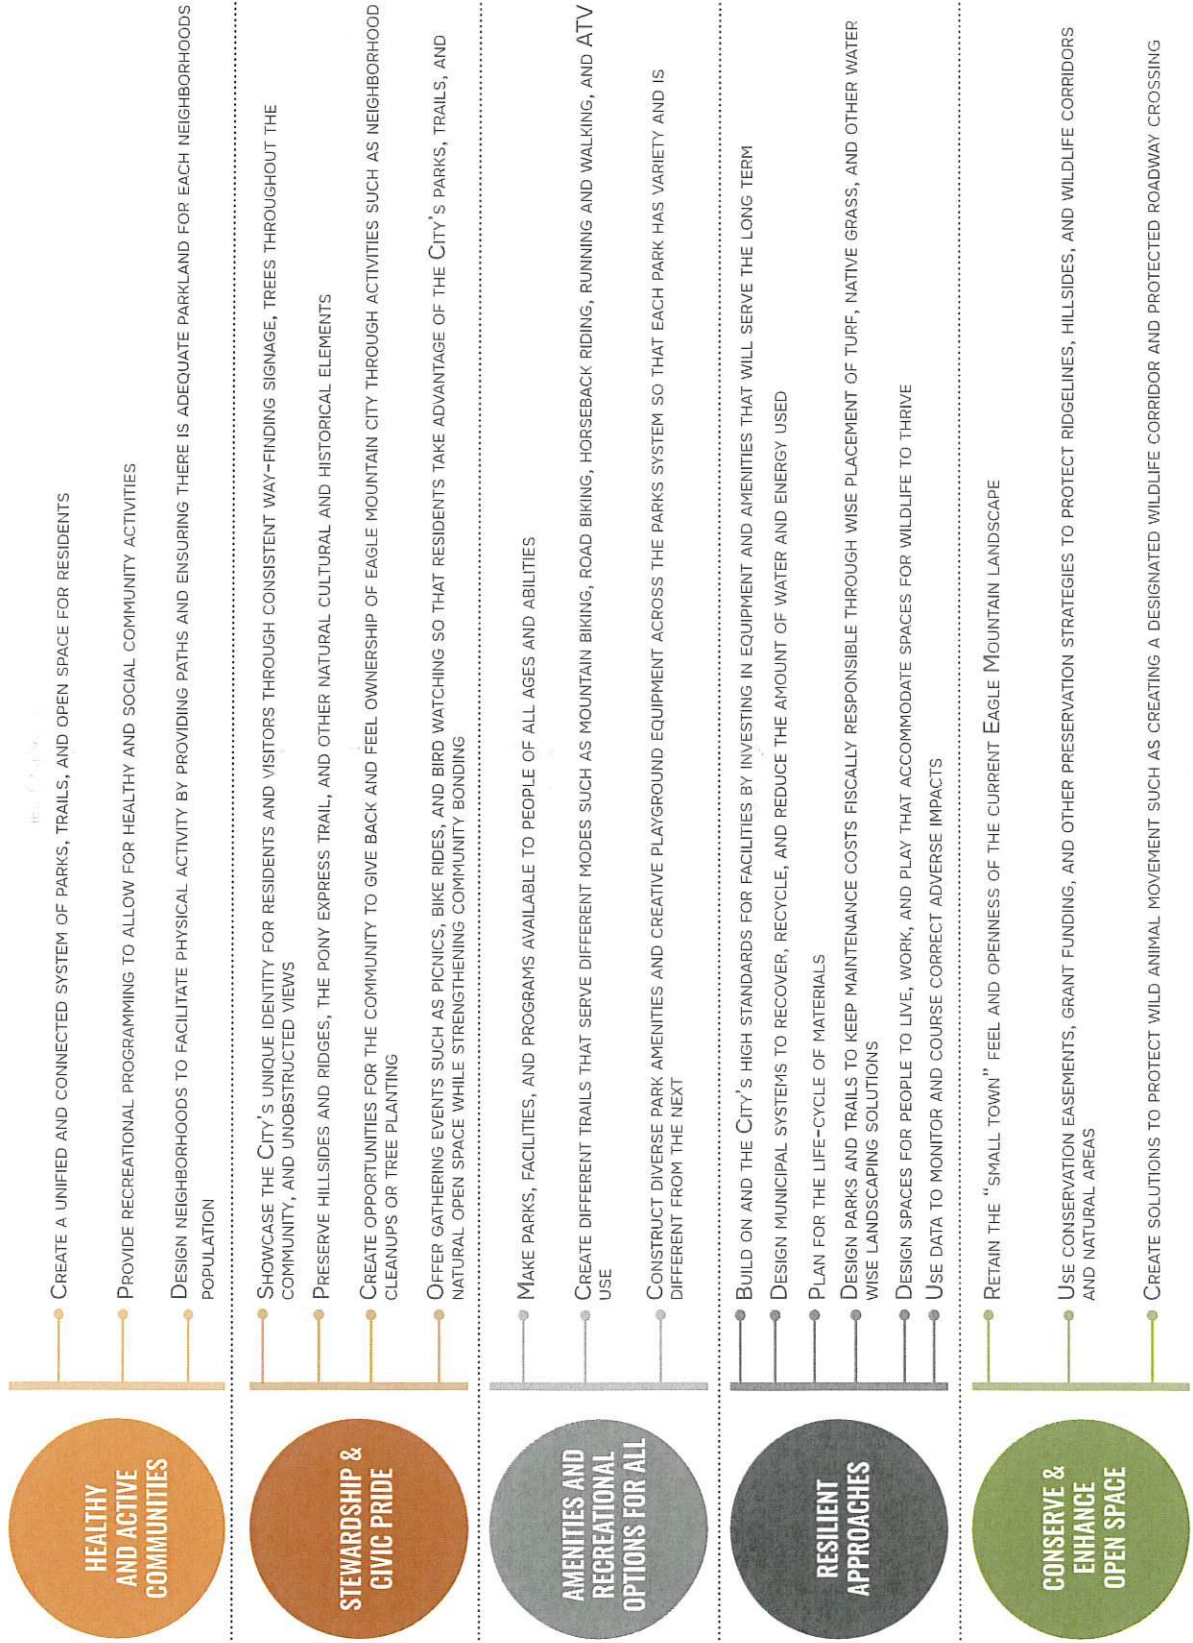 HEALTHY
AND ACTIVE
COMMUNITIES
CREATE A UNIFIED AND CONNECTED SYSTEM OF PARKS, TRAILS, AND OPEN SPACE FOR RESIDENTS
PROVIDE RECREATIONAL PROGRAMMING TO ALLOW FOR HEALTHY AND SOCIAL COMMUNITY ACTIVITIES
DESIGN NEIGHBORHOODS TO FACILITATE PHYSICAL ACTIVITY BY PROVIDING PATHS AND ENSURING THERE IS ADEQUATE PARKLAND FOR EACH NEIGHBORHOODS
POPULATION
STEWARDSHIP &
CIVIC PRIDE
SHOWCASE THE CITY'S UNIQUE IDENTITY FOR RESIDENTS AND VISITORS THROUGH CONSISTENT WAY-FINDING SIGNAGE, TREES THROUGHOUT THE
COMMUNITY, AND UNOBSTRUCTED VIEWS
PRESERVE HILLSIDES AND RIDGES, THE PONY EXPRESS TRAIL, AND OTHER NATURAL CULTURAL AND HISTORICAL ELEMENTS
CREATE OPPORTUNITIES FOR THE COMMUNITY TO GIVE BACK AND FEEL OWNERSHIP OF EAGLE MOUNTAIN CITY THROUGH ACTIVITIES SUCH AS NEIGHBORHOOD
CLEANUPS OR TREE PLANTING
OFFER GATHERING EVENTS SUCH AS PICNICS, BIKE RIDES, AND BIRD WATCHING SO THAT RESIDENTS TAKE ADVANTAGE OF THE CITY'S PARKS, TRAILS, AND
NATURAL OPEN SPACE WHILE STRENGTHENING COMMUNITY BONDING
AMENITIES AND
RECREATIONAL
OPTIONS FOR ALL
MAKE PARKS, FACILITIES, AND PROGRAMS AVAILABLE TO PEOPLE OF ALL AGES AND ABILITIES
CREATE DIFFERENT TRAILS THAT SERVE DIFFERENT MODES SUCH AS MOUNTAIN BIKING, ROAD BIKING, HORSEBACK RIDING, RUNNING AND WALKING, AND ATV
USE
CONSTRUCT DIVERSE PARK AMENITIES AND CREATIVE PLAYGROUND EQUIPMENT ACROSS THE PARKS SYSTEM SO THAT EACH PARK HAS VARIETY AND IS
DIFFERENT FROM THE NEXT
RESILIENT
APPROACHES
BUILD ON AND THE CITY'S HIGH STANDARDS FOR FACILITIES BY INVESTING IN EQUIPMENT AND AMENITIES THAT WILL SERVE THE LONG TERM
DESIGN MUNICIPAL SYSTEMS TO RECOVER, RECYCLE, AND REDUCE THE AMOUNT OF WATER AND ENERGY USED
PLAN FOR THE LIFE-CYCLE OF MATERIALS
DESIGN PARKS AND TRAILS TO KEEP MAINTENANCE COSTS FISCALLY RESPONSIBLE THROUGH WISE PLACEMENT OF TURF, NATIVE GRASS, AND OTHER WATER
WISE LANDSCAPING SOLUTIONS
DESIGN SPACES FOR PEOPLE TO LIVE, WORK, AND PLAY THAT ACCOMMODATE SPACES FOR WILDLIFE TO THRIVE
USE DATA TO MONITOR AND COURSE CORRECT ADVERSE IMPACTS
CONSERVE &
ENHANCE
OPEN SPACE
RETAIN THE "SMALL TOWN" FEEL AND OPENNESS OF THE CURRENT EAGLE MOUNTAIN LANDSCAPE
USE CONSERVATION EASEMENTS, GRANT FUNDING, AND OTHER PRESERVATION STRATEGIES TO PROTECT RIDGELINES, HILLSIDES, AND WILDLIFE CORRIDORS
AND NATURAL AREAS
CREATE SOLUTIONS TO PROTECT WILD ANIMAL MOVEMENT SUCH AS CREATING A DESIGNATED WILDLIFE CORRIDOR AND PROTECTED ROADWAY CROSSING